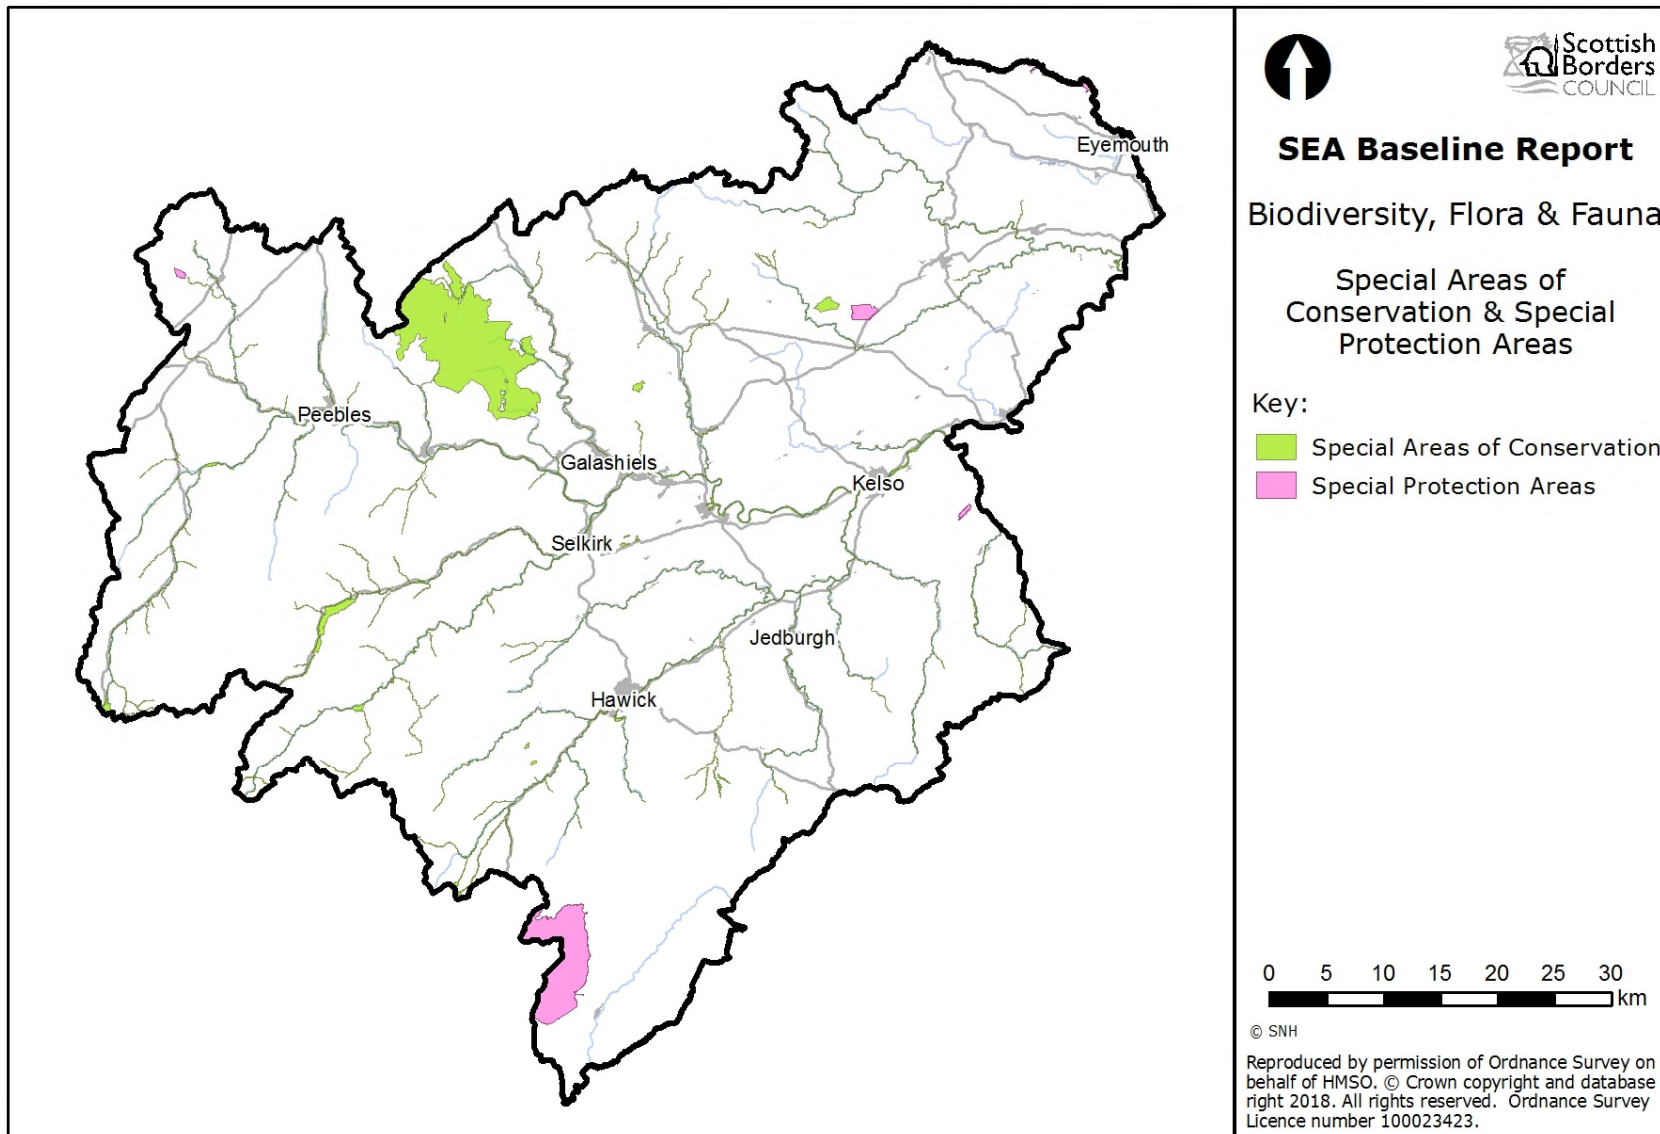 Eyemouth
Peebles
Galashiels
Kelso
Selkirk
Jedburgh
Hawick
Scottish
Borders
COUNCIL
SEA Baseline Report
Biodiversity, Flora & Fauna
Special Areas of
Conservation & Special
Protection Areas
Key:
Special Areas of Conservation
Special Protection Areas
0 5 10 15 20 25 30
km
© SNH
Reproduced by permission of Ordnance Survey on
behalf of HMSO. © Crown copyright and database
right 2018. All rights reserved. Ordnance Survey
Licence number 100023423.